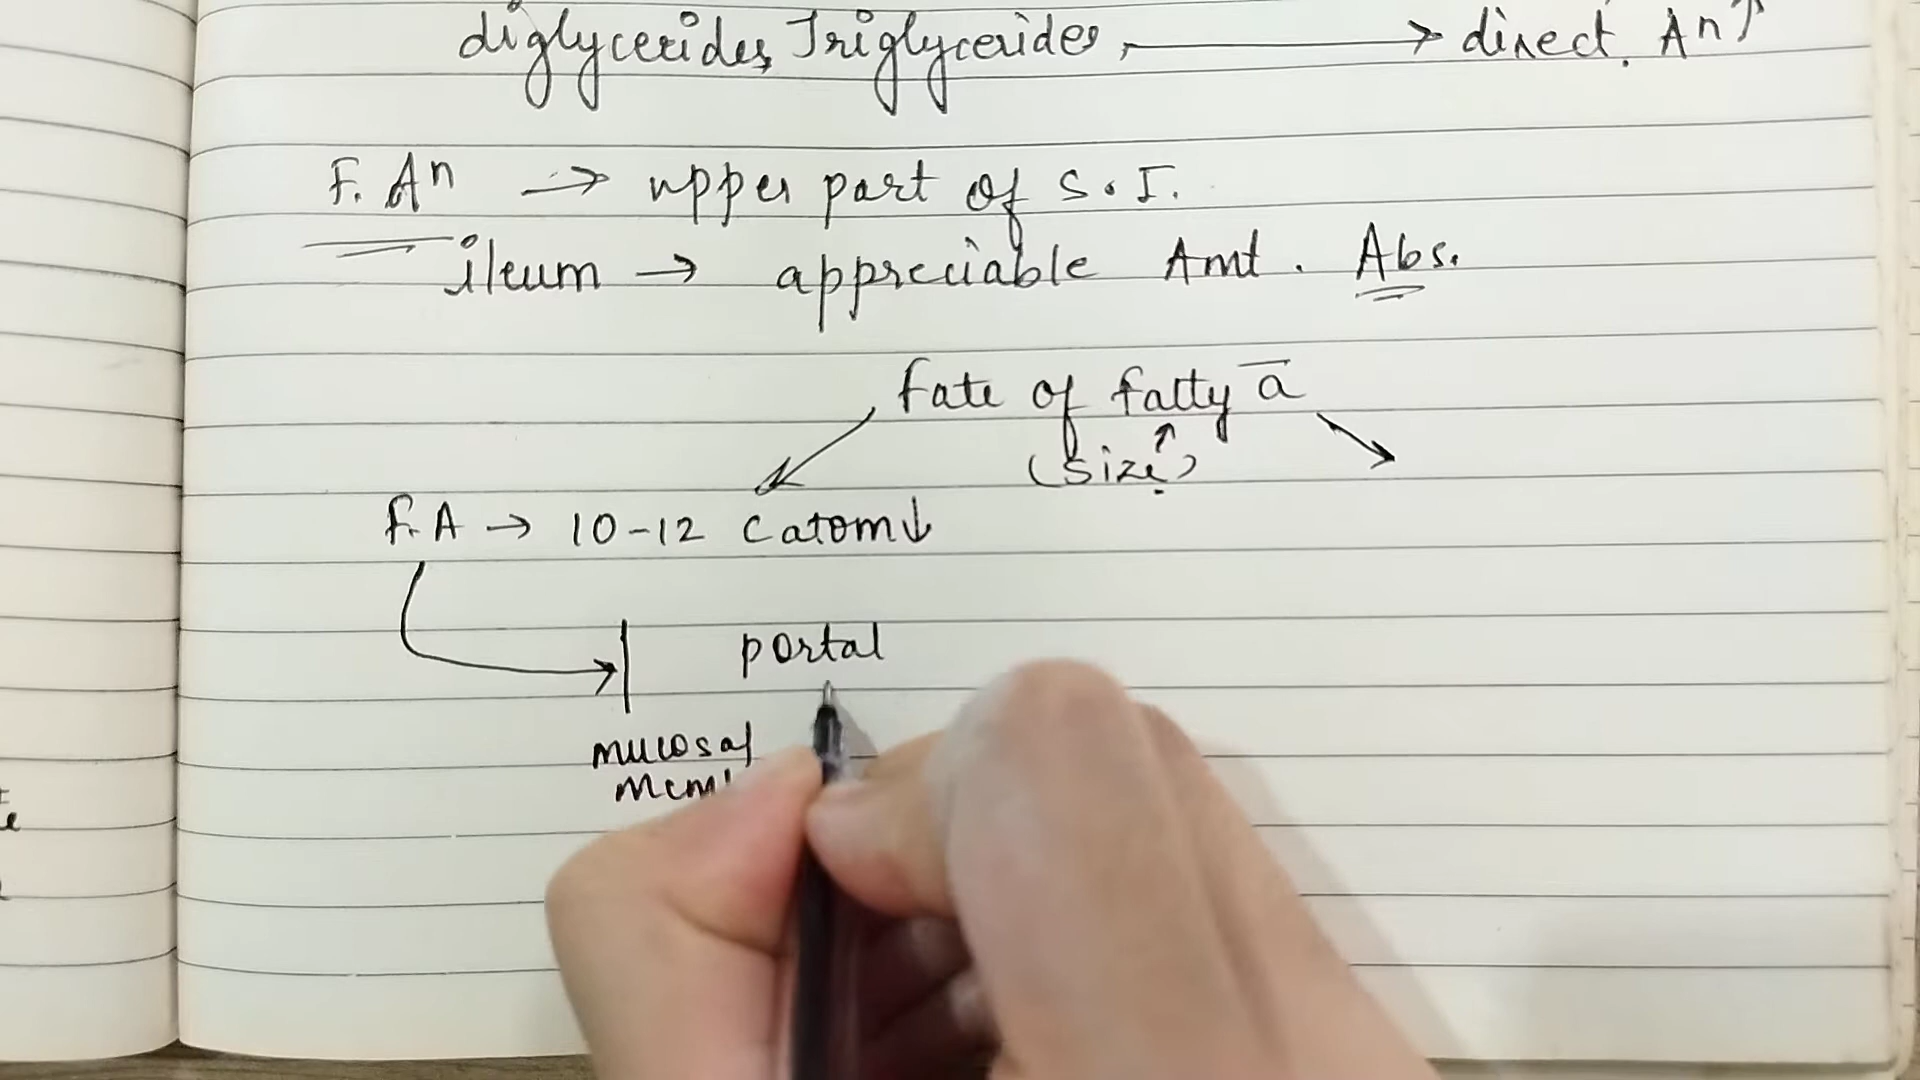 diglycerides, Triglycerides, → direct. Aⁿ↑
F. Aⁿ → upper part of S.I.
ileum → appreciable Amt. Abs.
Fate of fatty a̅
(size)
F.A → 10-12 C atom↓
portal
mucosal